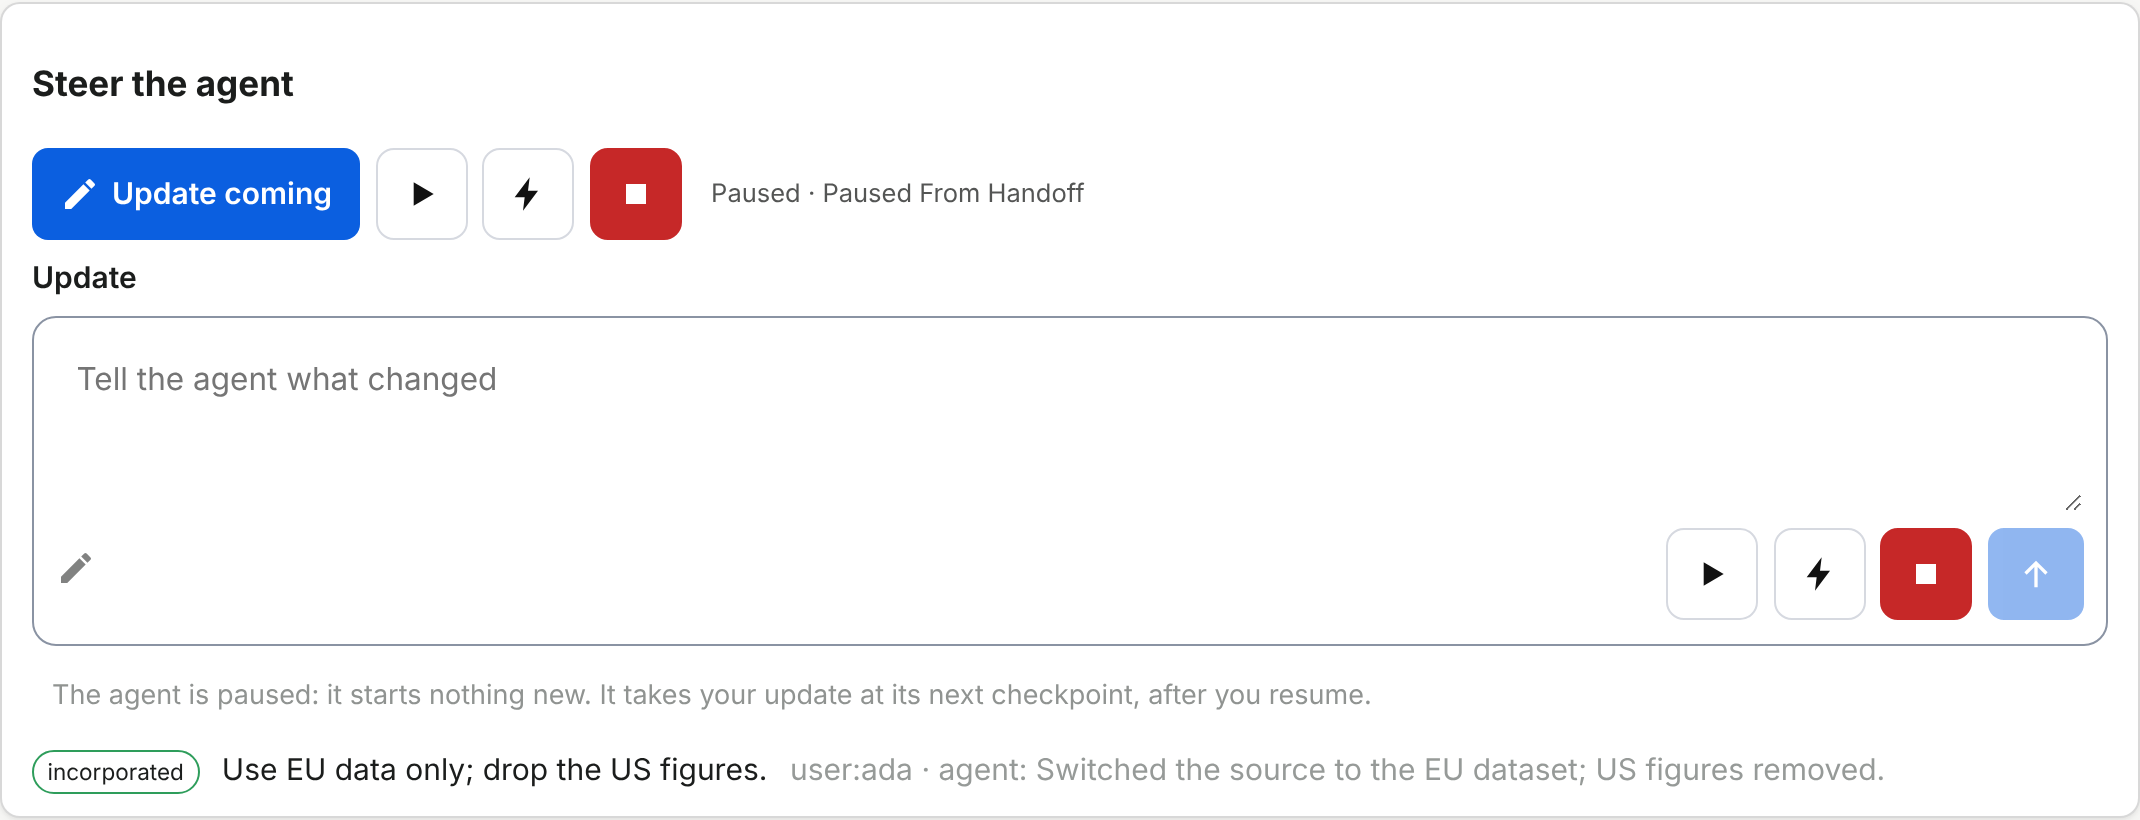 Steer the agent
Update coming
Paused · Paused From Handoff
Update
Tell the agent what changed
The agent is paused: it starts nothing new. It takes your update at its next checkpoint, after you resume.
incorporated Use EU data only; drop the US figures. user:ada · agent: Switched the source to the EU dataset; US figures removed.